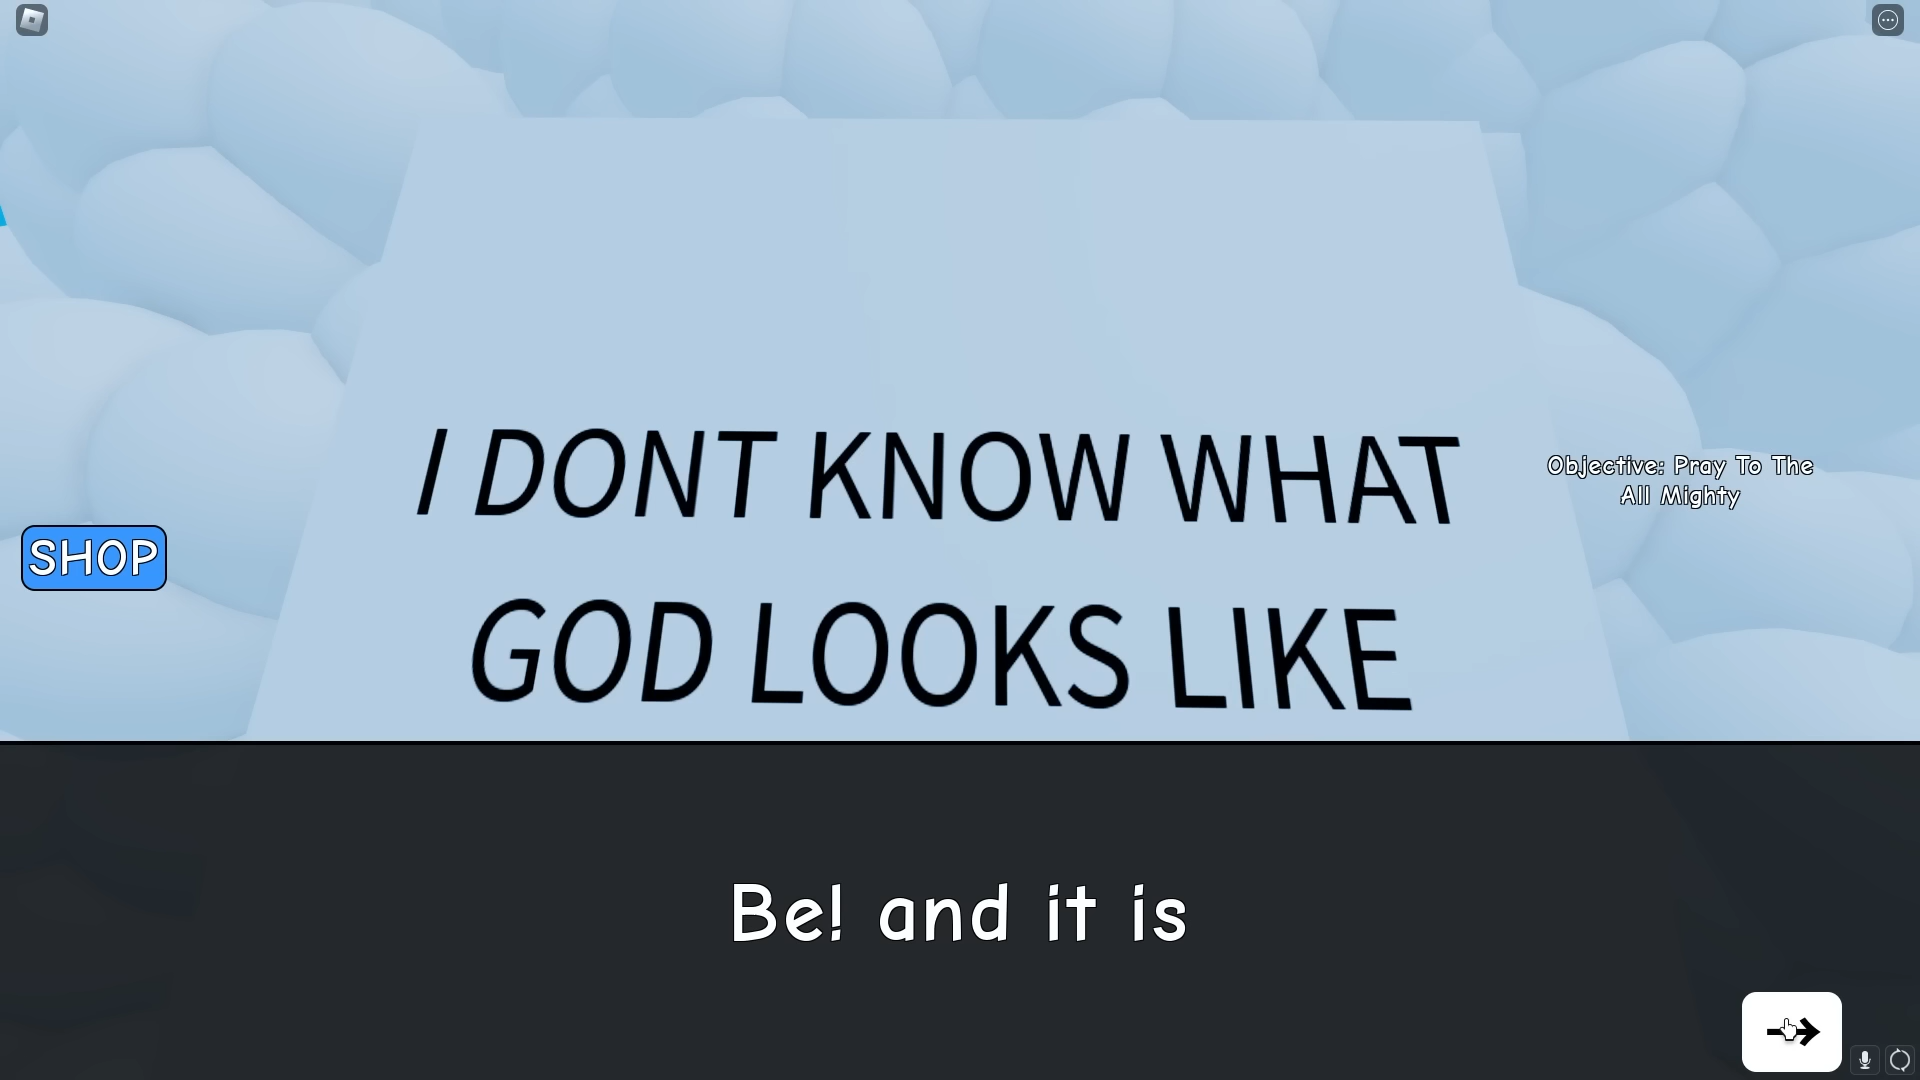 I DONT KNOW WHAT
GOD LOOKS LIKE
Objective: Pray To The
All Mighty
SHOP
Be! and it is